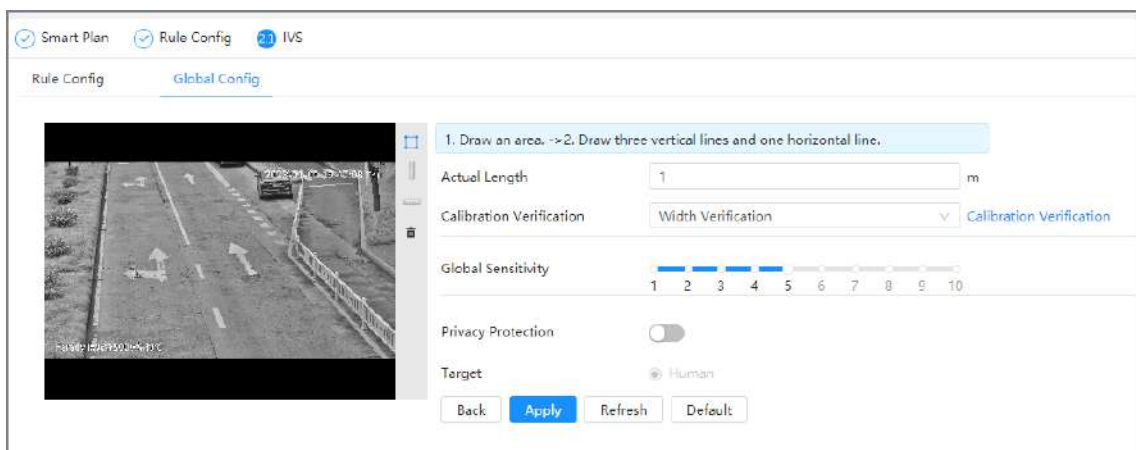 Smart Plan Rule Config 21 IVS
Rule Config Global Config
1. Draw an area. ->2. Draw three vertical lines and one horizontal line.
Actual Length 1 m
Calibration Verification Width Verification Calibration Verification
Global Sensitivity
1 2 3 4 5 6 7 8 9 10
Privacy Protection
Target Human
Back Apply Refresh Default